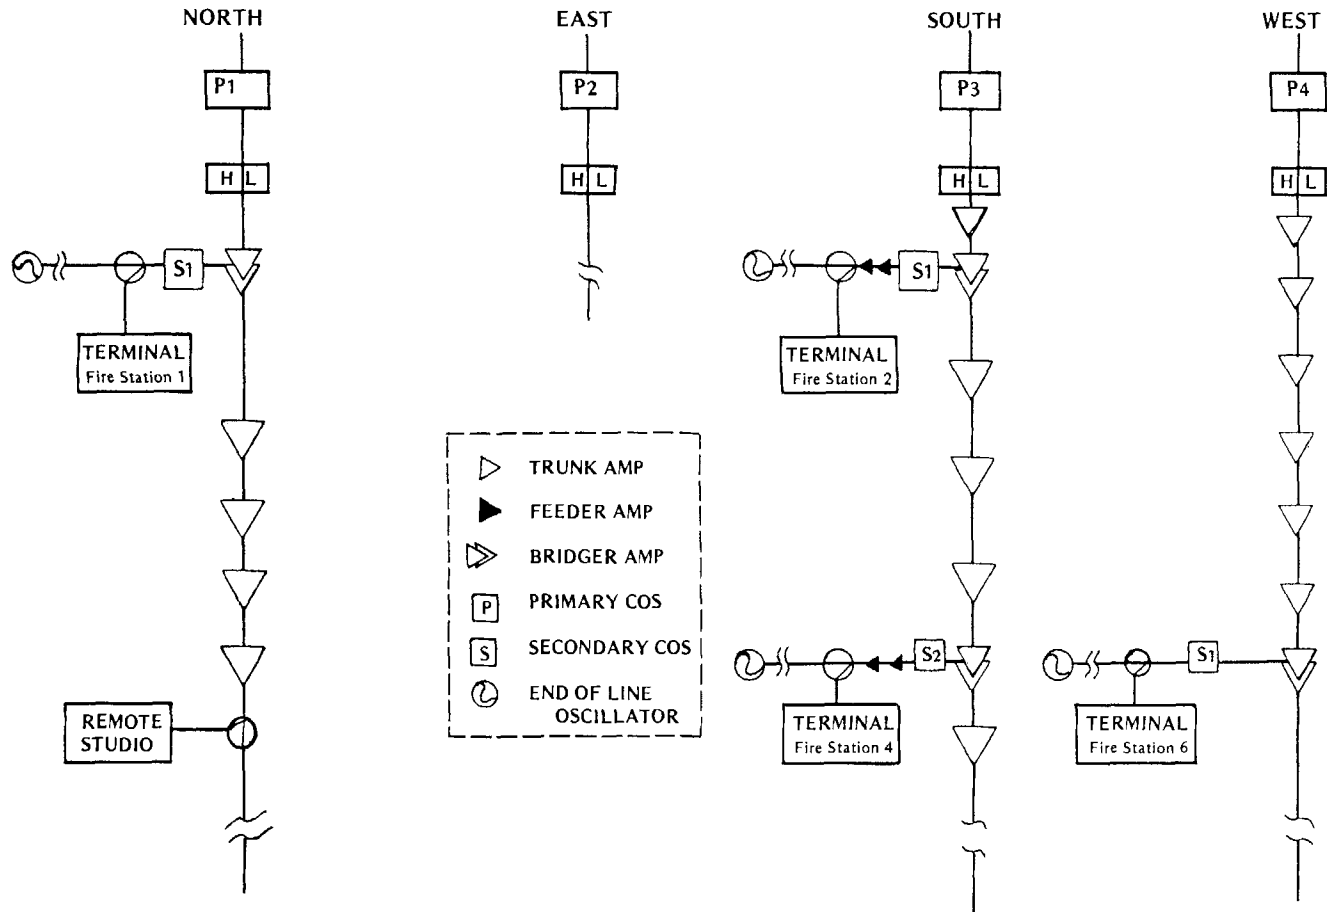 NORTH
EAST
SOUTH
WEST
P1
P2
P3
P4
H L
H L
H L
H L
S1
TERMINAL
Fire Station 1
REMOTE
STUDIO
TRUNK AMP
FEEDER AMP
BRIDGER AMP
P PRIMARY COS
S SECONDARY COS
END OF LINE
OSCILLATOR
S1
TERMINAL
Fire Station 2
S2
TERMINAL
Fire Station 4
S1
TERMINAL
Fire Station 6